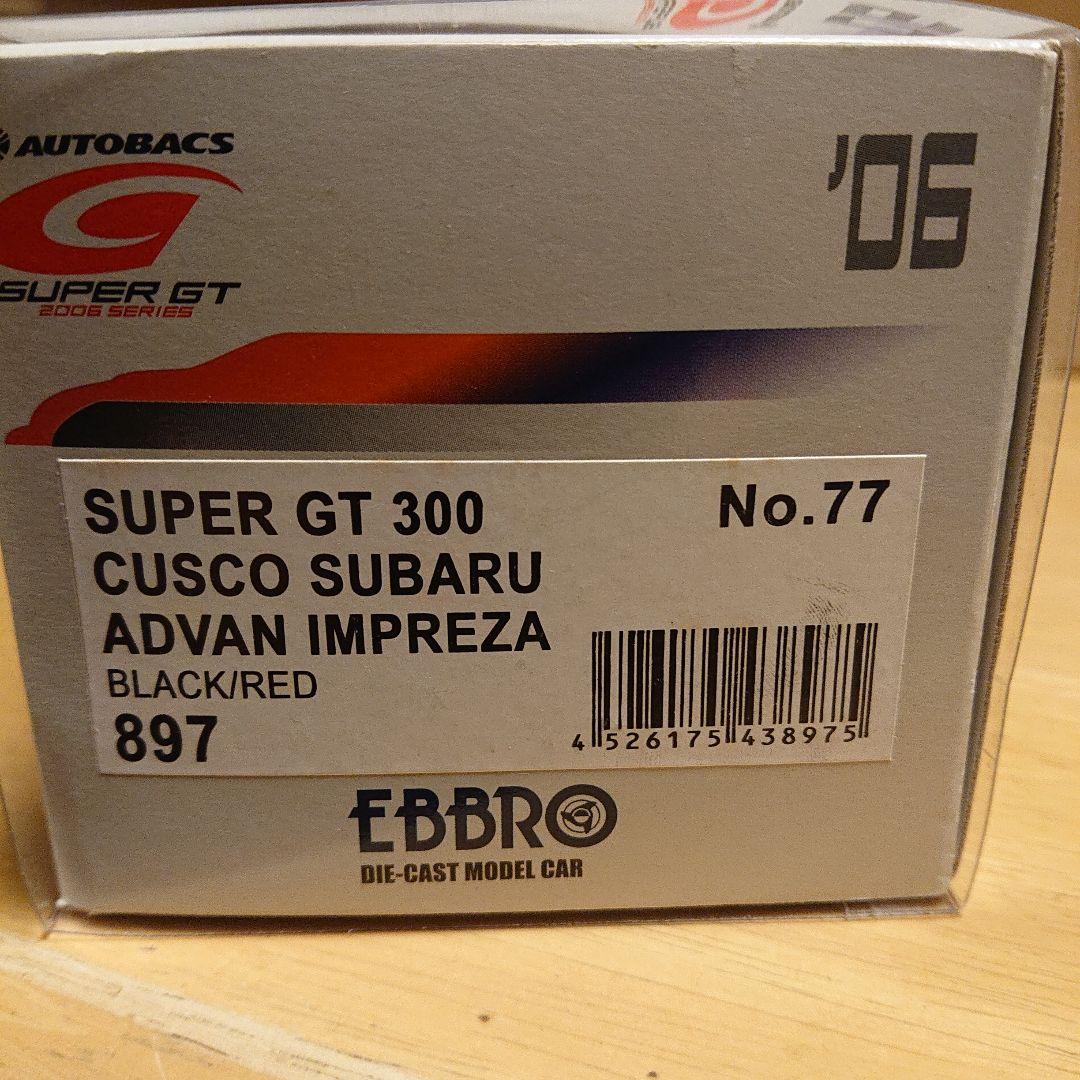 AUTOBACS
SUPER GT
2006 SERIES
'06
SUPER GT 300
No.77
CUSCO SUBARU
ADVAN IMPREZA
BLACK/RED
897
4 526175 438975
EBBRO
DIE-CAST MODEL CAR